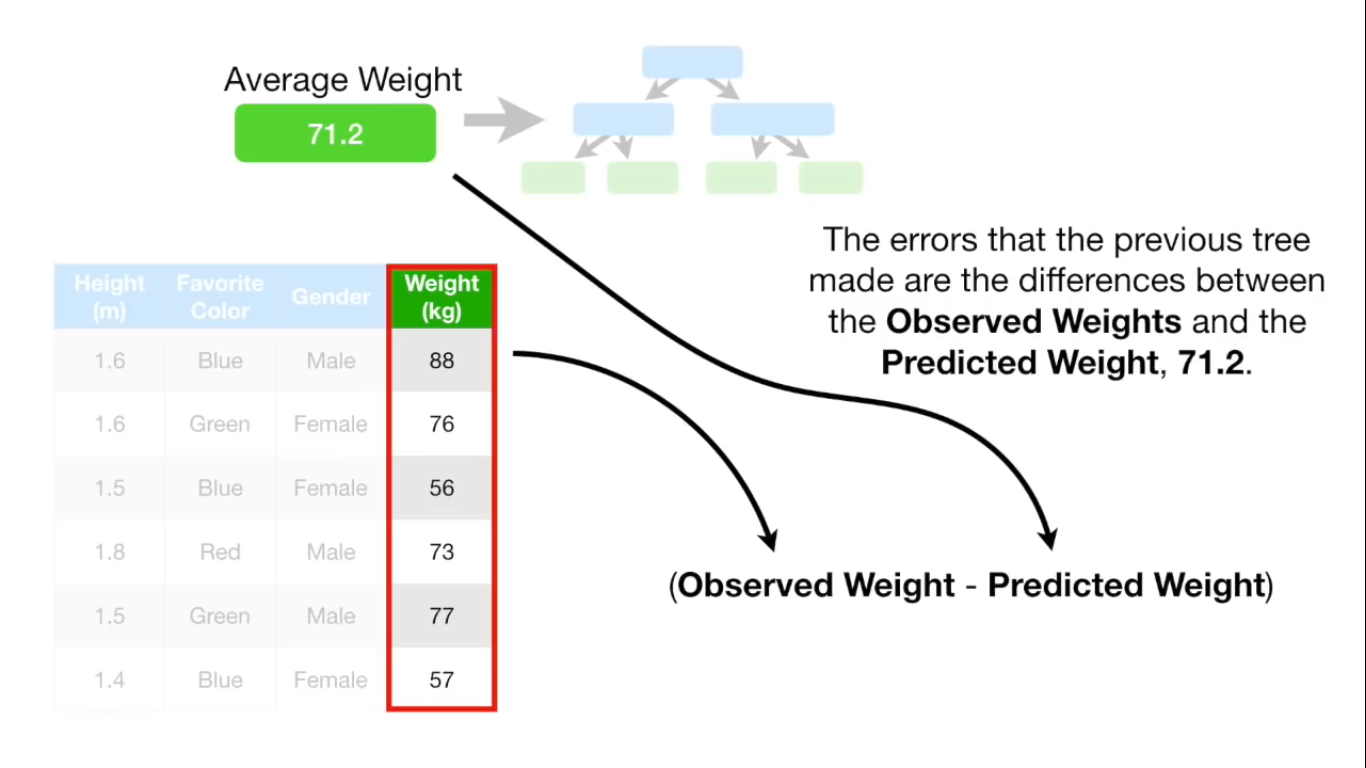 Average Weight
71.2
The errors that the previous tree
made are the differences between
the Observed Weights and the
Predicted Weight, 71.2.
Height (m) Favorite Color Gender Weight (kg)
1.6 Blue Male 88
1.6 Green Female 76
1.5 Blue Female 56
1.8 Red Male 73
1.5 Green Male 77
1.4 Blue Female 57
(Observed Weight - Predicted Weight)